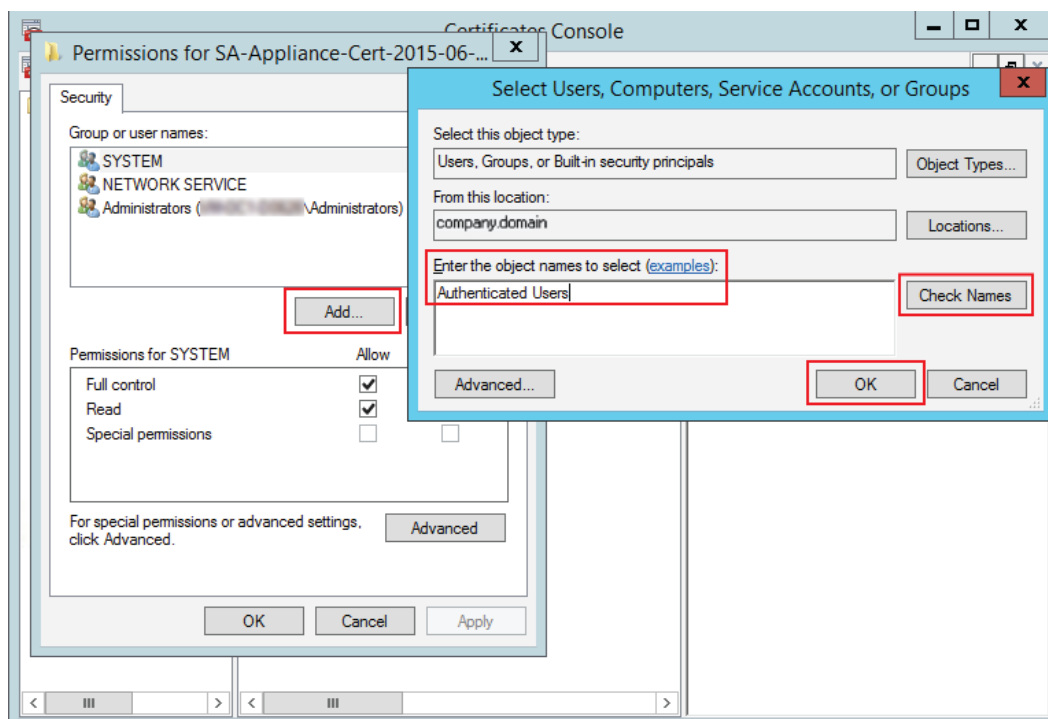 Certificates Console
Permissions for SA-Appliance-Cert-2015-06-...
Security
Group or user names:
SYSTEM
NETWORK SERVICE
Administrators ( \Administrators)
Add...
Permissions for SYSTEM Allow
Full control
Read
Special permissions
For special permissions or advanced settings,
click Advanced.
Advanced
OK Cancel Apply
Select Users, Computers, Service Accounts, or Groups
Select this object type:
Users, Groups, or Built-in security principals
Object Types...
From this location:
company.domain
Locations...
Enter the object names to select (examples):
Authenticated Users
Check Names
Advanced...
OK Cancel